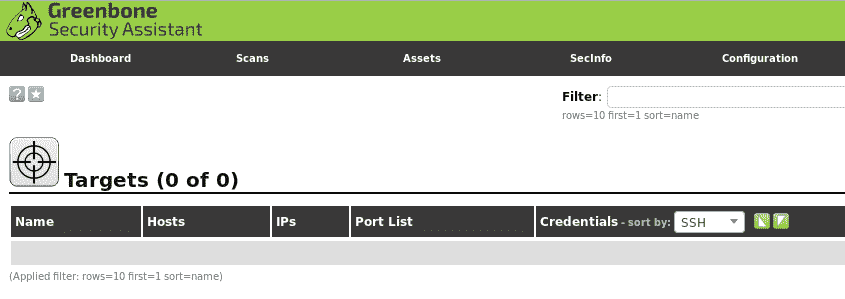 Greenbone
Security Assistant
Dashboard Scans Assets SecInfo Configuration
?
Filter:
rows=10 first=1 sort=name
Targets (0 of 0)
Name Hosts IPs Port List Credentials - sort by: SSH
(Applied filter: rows=10 first=1 sort=name)